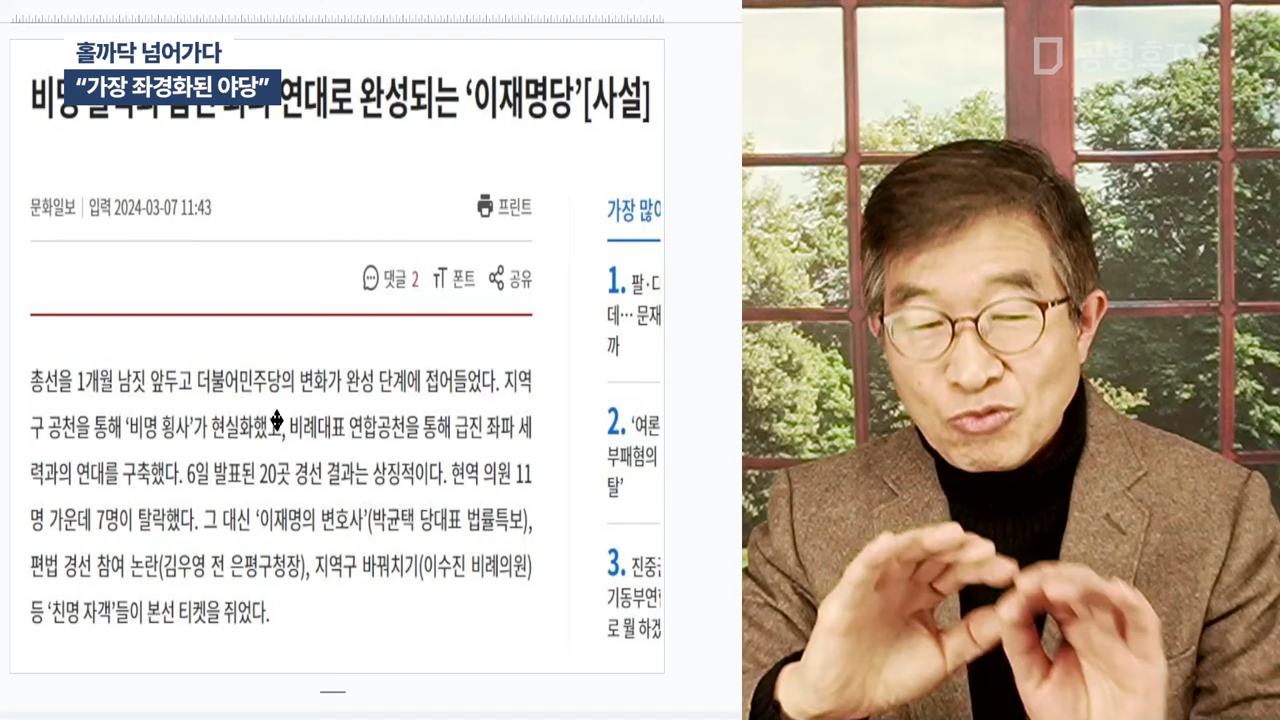 홀까닥 넘어가다
“가장 좌경화된 야당”
연대로 완성되는 ‘이재명당’[사설]
공병호TV
문화일보 | 입력 2024-03-07 11:43
프린트
가장 많이
댓글 2 폰트 공유
1. 팔·
데… 문재
까
총선을 1개월 남짓 앞두고 더불어민주당의 변화가 완성 단계에 접어들었다. 지역
구 공천을 통해 ‘비명 횡사’가 현실화했고, 비례대표 연합공천을 통해 급진 좌파 세
력과의 연대를 구축했다. 6일 발표된 20곳 경선 결과는 상징적이다. 현역 의원 11
명 가운데 7명이 탈락했다. 그 대신 ‘이재명의 변호사’(박균택 당대표 법률특보),
편법 경선 참여 논란(김우영 전 은평구청장), 지역구 바꿔치기(이수진 비례의원)
등 ‘친명 자객’들이 본선 티켓을 쥐었다.
2. ‘여론
부패혐의
탈’
3. 진중
기동부연
로 뭘 하겠